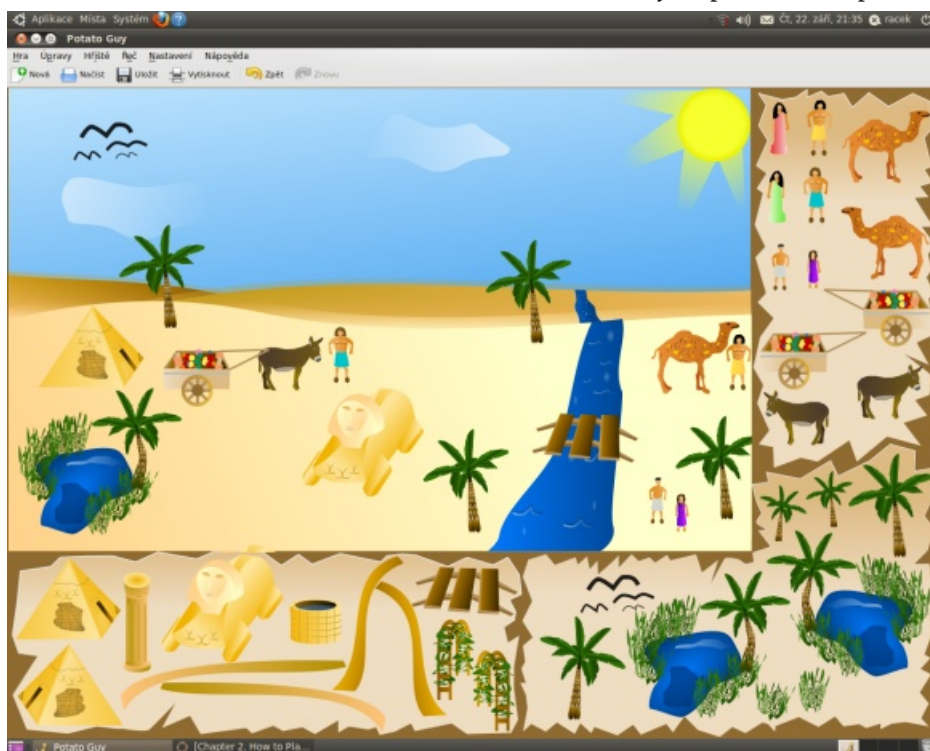 Aplikace Místa Systém Čt, 22. září, 21:35 racek
Potato Guy
Hra Úpravy Hřiště Řeč Nastavení Nápověda
Nová Načíst Uložit Vytisknout Zpět Znovu
Potato Guy [Chapter 2. How to Pla...